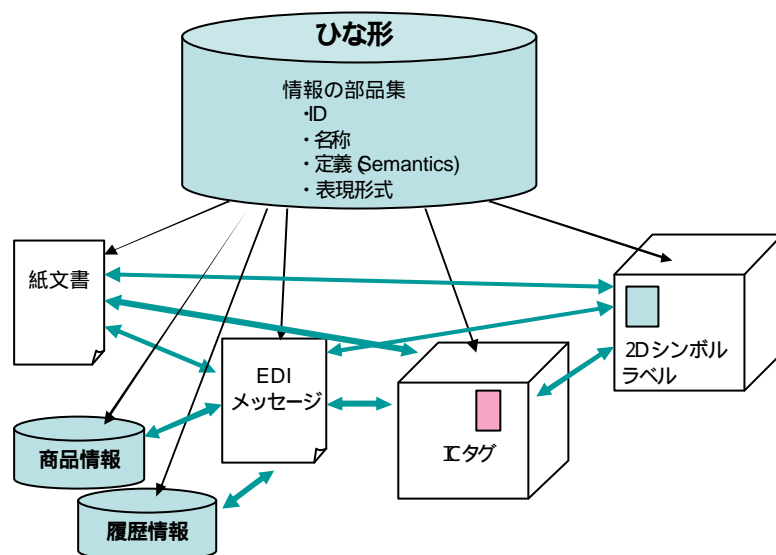 ひな形
情報の部品集
・ID
・名称
・定義(Semantics)
・表現形式
紙文書
2Dシンボル
ラベル
EDI
メッセージ
ICタグ
商品情報
履歴情報